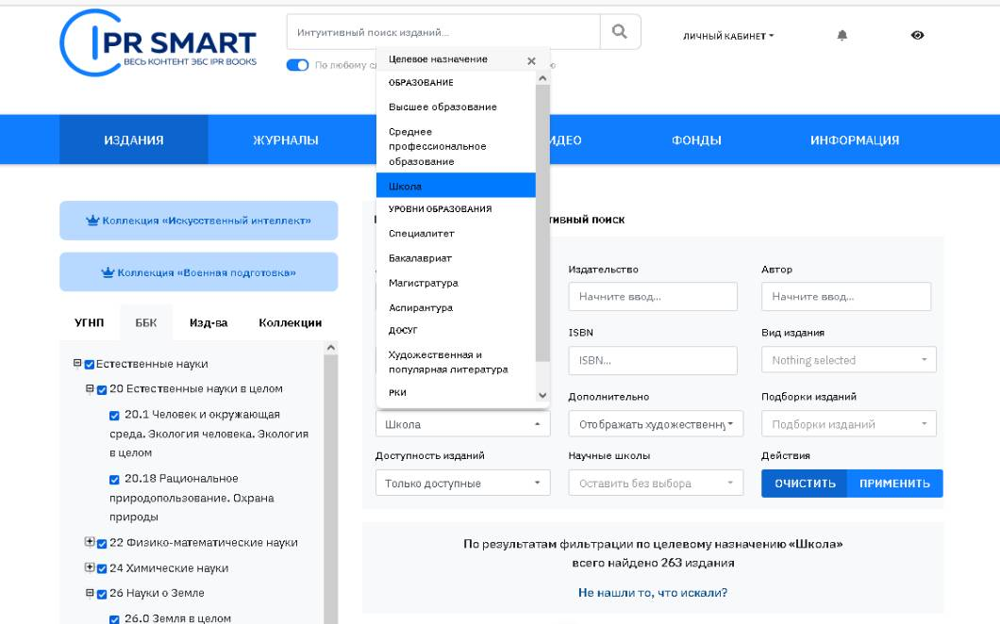 IPR SMART
ВЕСЬ КОНТЕНТ ЭБС IPR BOOKS
Интуитивный поиск изданий...
По любому
ЛИЧНЫЙ КАБИНЕТ
ИЗДАНИЯ
ЖУРНАЛЫ
ИДЕО
ФОНДЫ
ИНФОРМАЦИЯ
Коллекция «Искусственный интеллект»
Коллекция «Военная подготовка»
УГНП
ББК
Изд-ва
Коллекции
Естественные науки
20 Естественные науки в целом
20.1 Человек и окружающая
среда. Экология человека. Экология
в целом
20.18 Рациональное
природопользование. Охрана
природы
22 Физико-математические науки
24 Химические науки
26 Науки о Земле
26.0 Земля в целом
Целевое назначение
ОБРАЗОВАНИЕ
Высшее образование
Среднее
профессиональное
образование
Школа
УРОВНИ ОБРАЗОВАНИЯ
Специалитет
Бакалавриат
Магистратура
Аспирантура
ДОСУГ
Художественная и
популярная литература
РКИ
Школа
Доступность изданий
Только доступные
тивный поиск
Издательство
Начните ввод...
ISBN
ISBN...
Дополнительно
Отображать художественну
Научные школы
Оставить без выбора
Автор
Начните ввод...
Вид издания
Nothing selected
Подборки изданий
Подборки изданий
Действия
ОЧИСТИТЬ
ПРИМЕНИТЬ
По результатам фильтрации по целевому назначению «Школа»
всего найдено 263 издания
Не нашли то, что искали?